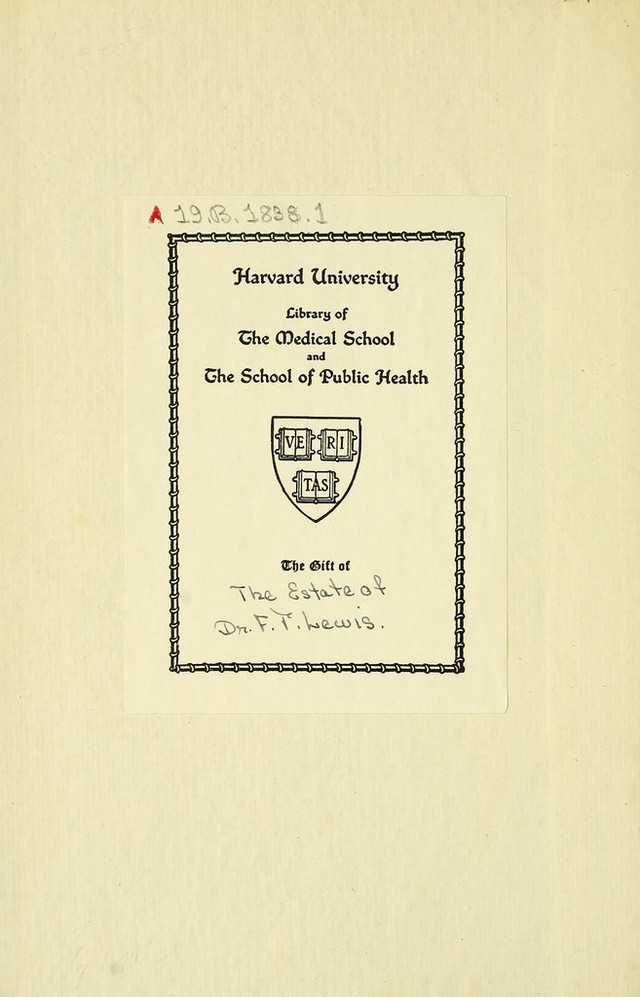 A 19.B.1838.1
Harvard University
Library of
The Medical School
and
The School of Public Health
VE RI
TAS
The Gift of
The Estate of
Dr. F. T. Lewis.